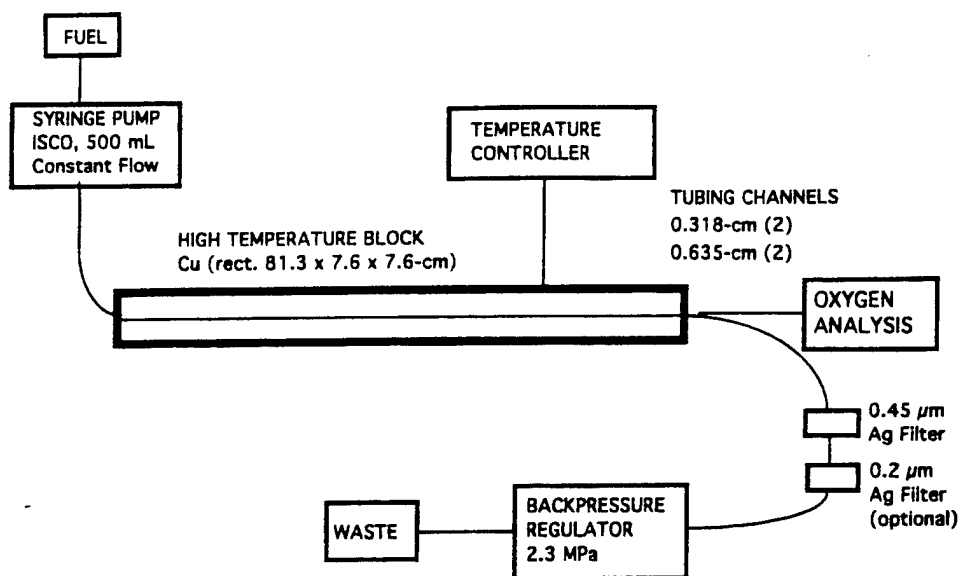 FUEL
SYRINGE PUMP
ISCO, 500 mL
Constant Flow
TEMPERATURE
CONTROLLER
TUBING CHANNELS
0.318-cm (2)
0.635-cm (2)
HIGH TEMPERATURE BLOCK
Cu (rect. 81.3 x 7.6 x 7.6-cm)
OXYGEN
ANALYSIS
0.45 µm
Ag Filter
0.2 µm
Ag Filter
(optional)
BACKPRESSURE
REGULATOR
2.3 MPa
WASTE